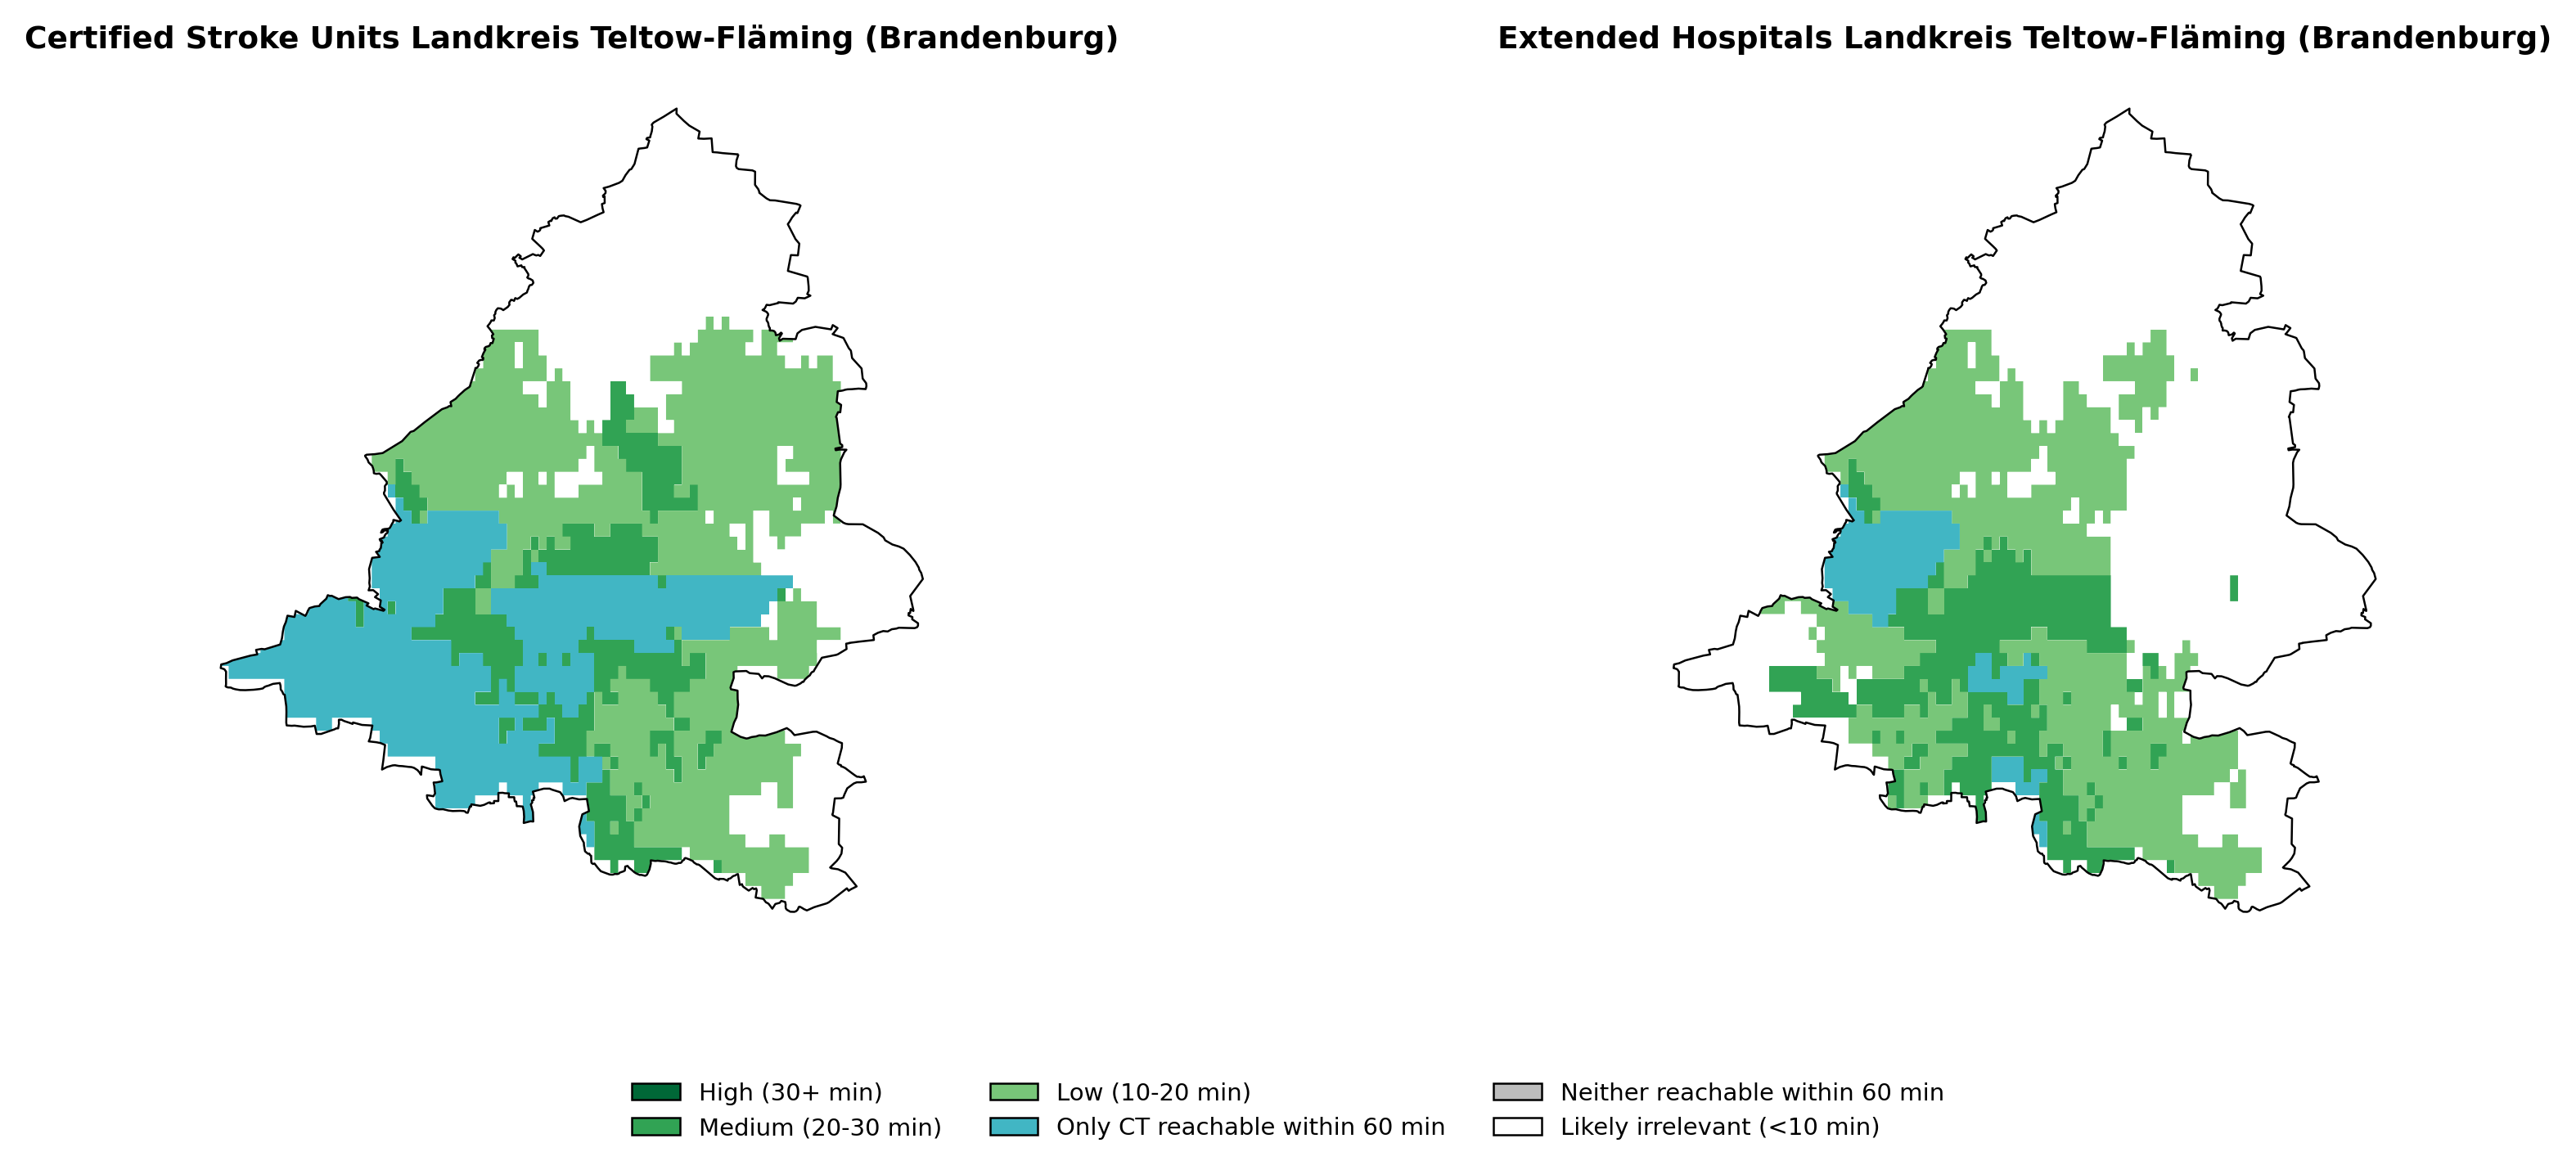 Certified Stroke Units Landkreis Teltow-Fläming (Brandenburg)
Extended Hospitals Landkreis Teltow-Fläming (Brandenburg)
High (30+ min)
Medium (20-30 min)
Low (10-20 min)
Only CT reachable within 60 min
Neither reachable within 60 min
Likely irrelevant (<10 min)